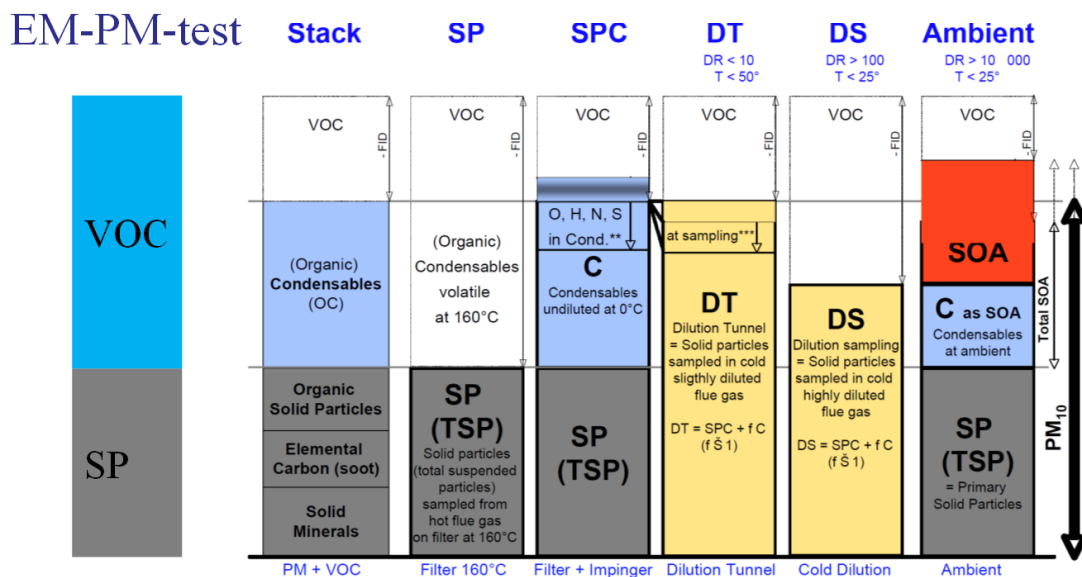 EM-PM-test
Stack
SP
SPC
DT
DR < 10
T < 50°
DS
DR > 100
T < 25°
Ambient
DR > 10 000
T < 25°
VOC
SP
VOC
- FID
(Organic)
Condensables
(OC)
Organic
Solid Particles
Elemental
Carbon (soot)
Solid
Minerals
PM + VOC
VOC
- FID
(Organic)
Condensables
volatile
at 160°C
SP
(TSP)
Solid particles
(total suspended
particles)
sampled from
hot flue gas
on filter at 160°C
Filter 160°C
VOC
- FID
O, H, N, S
in Cond.**
C
Condensables
undiluted at 0°C
SP
(TSP)
Filter + Impinger
VOC
- FID
at sampling***
DT
Dilution Tunnel
= Solid particles
sampled in cold
sligthly diluted
flue gas
DT = SPC + f C
(f Š 1)
Dilution Tunnel
VOC
- FID
DS
Dilution sampling
= Solid particles
sampled in cold
highly diluted
flue gas
DS = SPC + f C
(f Š 1)
Cold Dilution
VOC
- FID
SOA
C as SOA
Condensables
at ambient
SP
(TSP)
= Primary
Solid Particles
Ambient
Total SOA
PM10